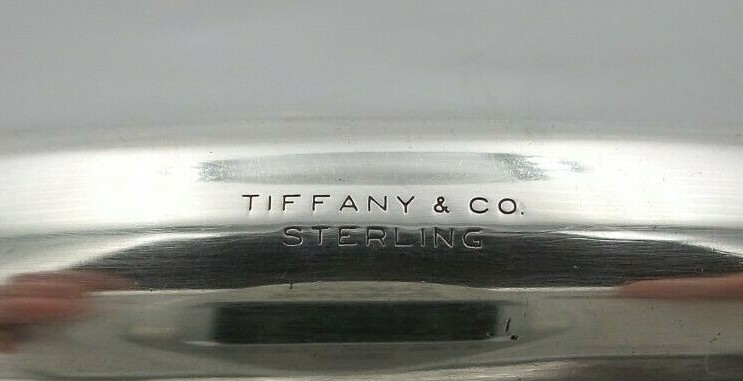 TIFFANY & CO.
STERLING